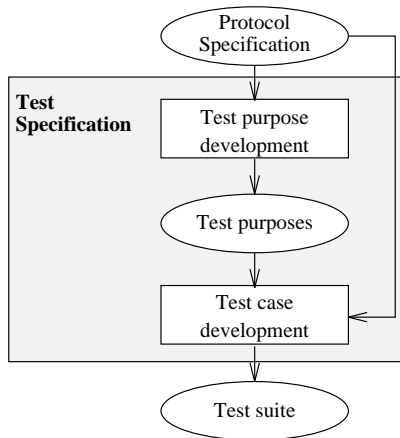 Protocol
Specification
Test
Specification
Test purpose
development
Test purposes
Test case
development
Test suite